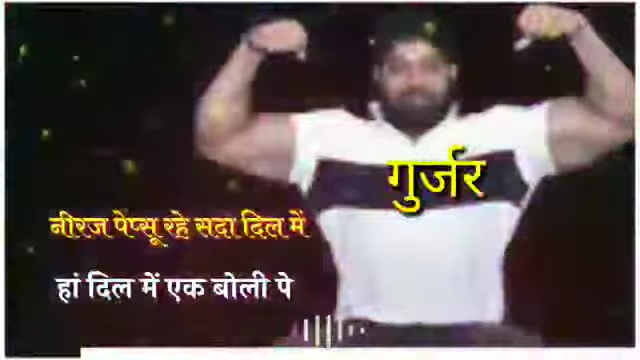 गुर्जर
नीरज पेप्सू रहे सदा दिल में
हां दिल में एक बोली पे